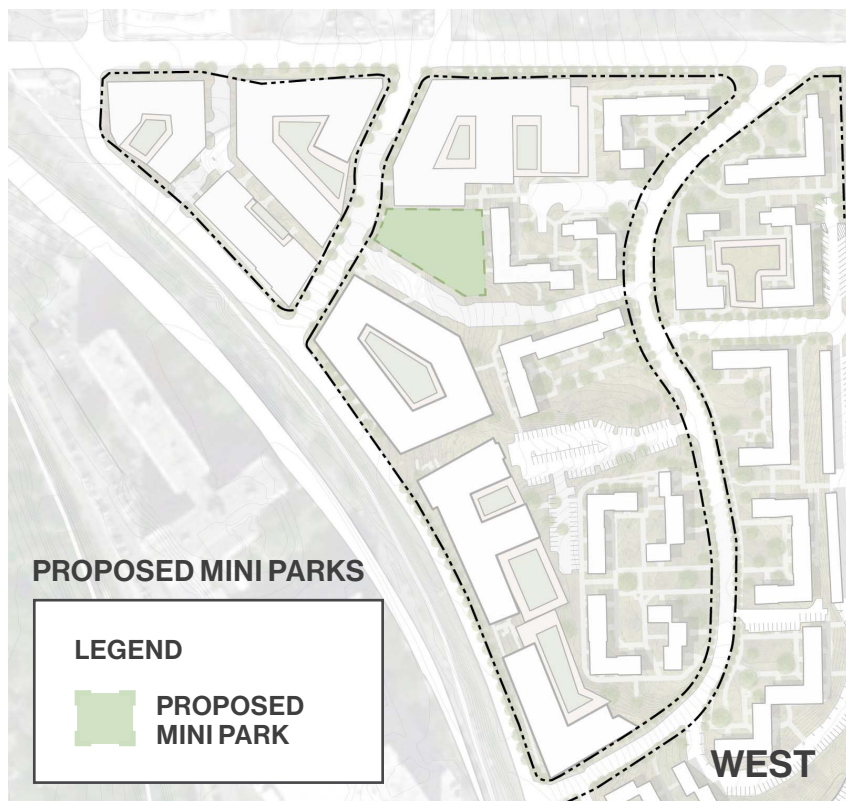 PROPOSED MINI PARKS
LEGEND
PROPOSED
MINI PARK
WEST